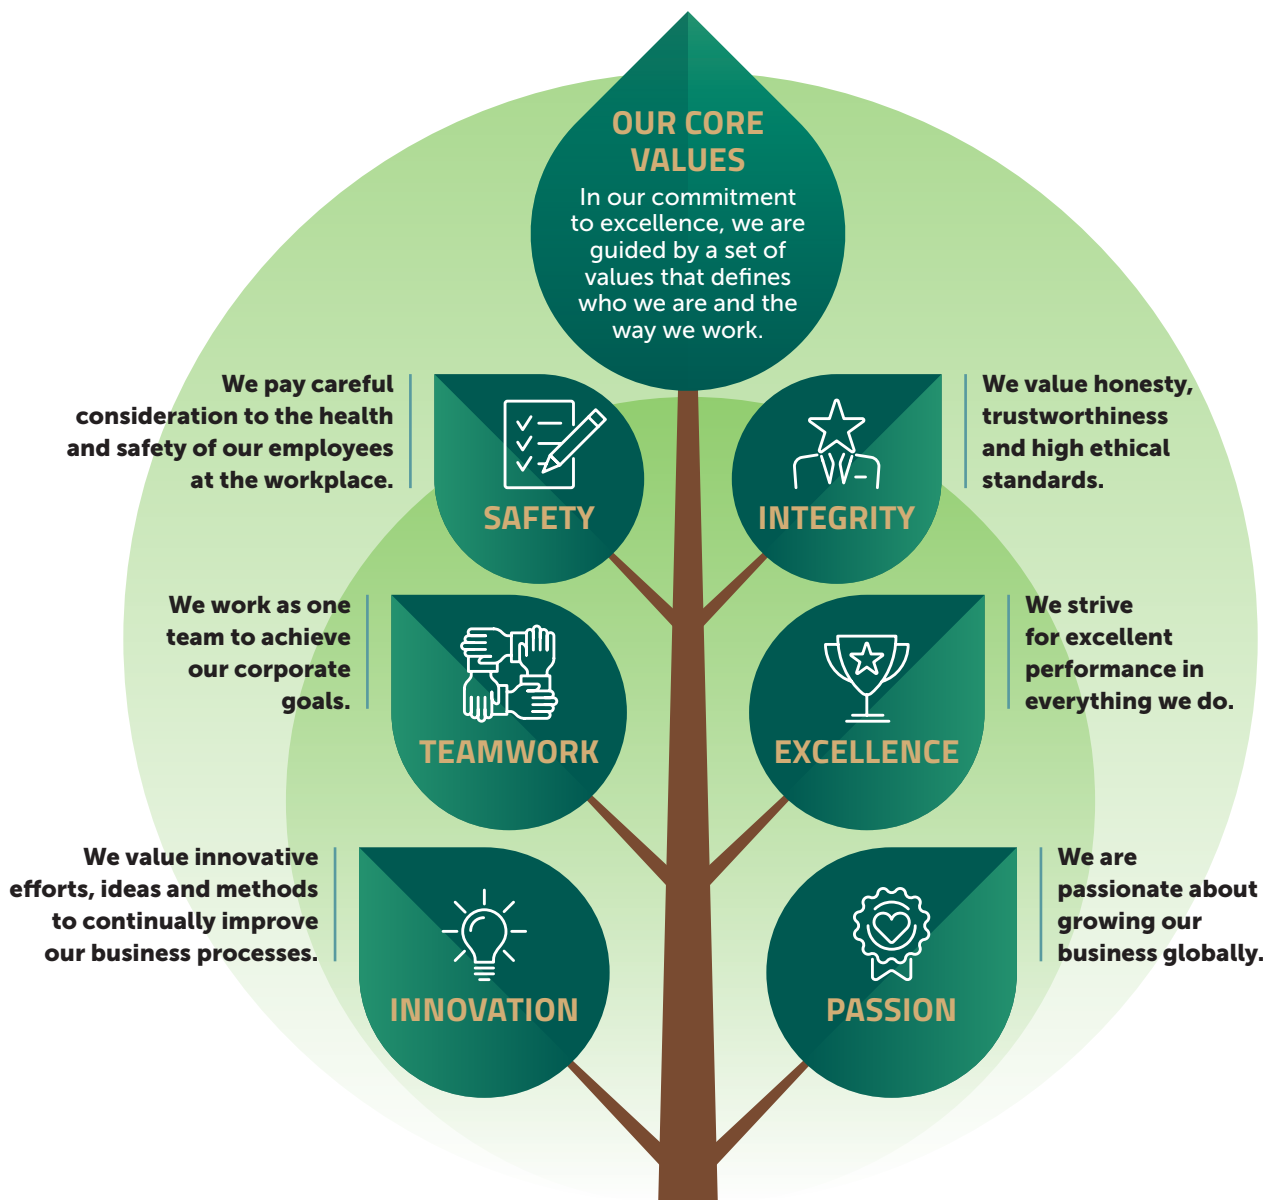 OUR CORE
VALUES
In our commitment
to excellence, we are
guided by a set of
values that defines
who we are and the
way we work.
We pay careful
consideration to the health
and safety of our employees
at the workplace.
SAFETY
INTEGRITY
We value honesty,
trustworthiness
and high ethical
standards.
We work as one
team to achieve
our corporate
goals.
TEAMWORK
EXCELLENCE
We strive
for excellent
performance in
everything we do.
We value innovative
efforts, ideas and methods
to continually improve
our business processes.
INNOVATION
PASSION
We are
passionate about
growing our
business globally.